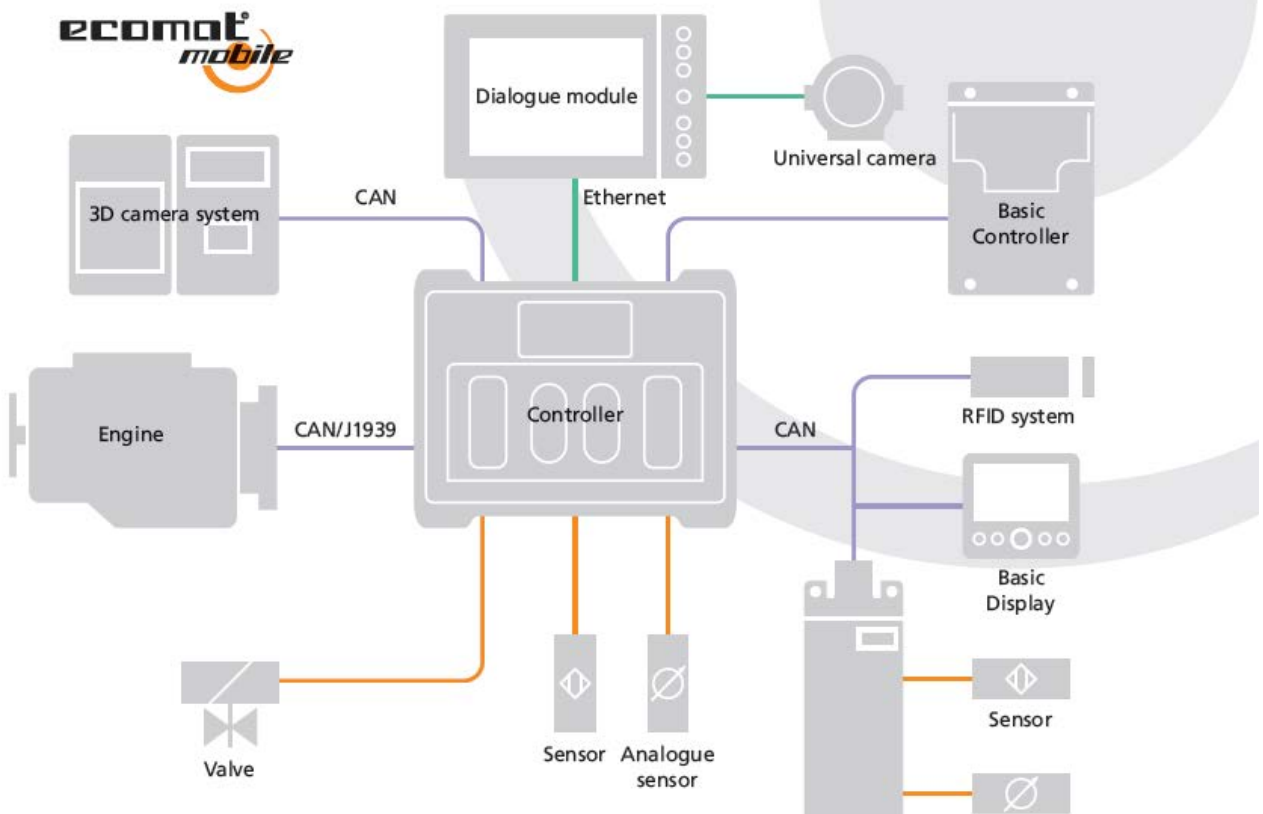 ecomat
mobile
Dialogue module
Universal camera
CAN
Ethernet
3D camera system
Basic
Controller
Engine
CAN/J1939
Controller
CAN
RFID system
Basic
Display
Valve
Sensor
Analogue
sensor
Sensor